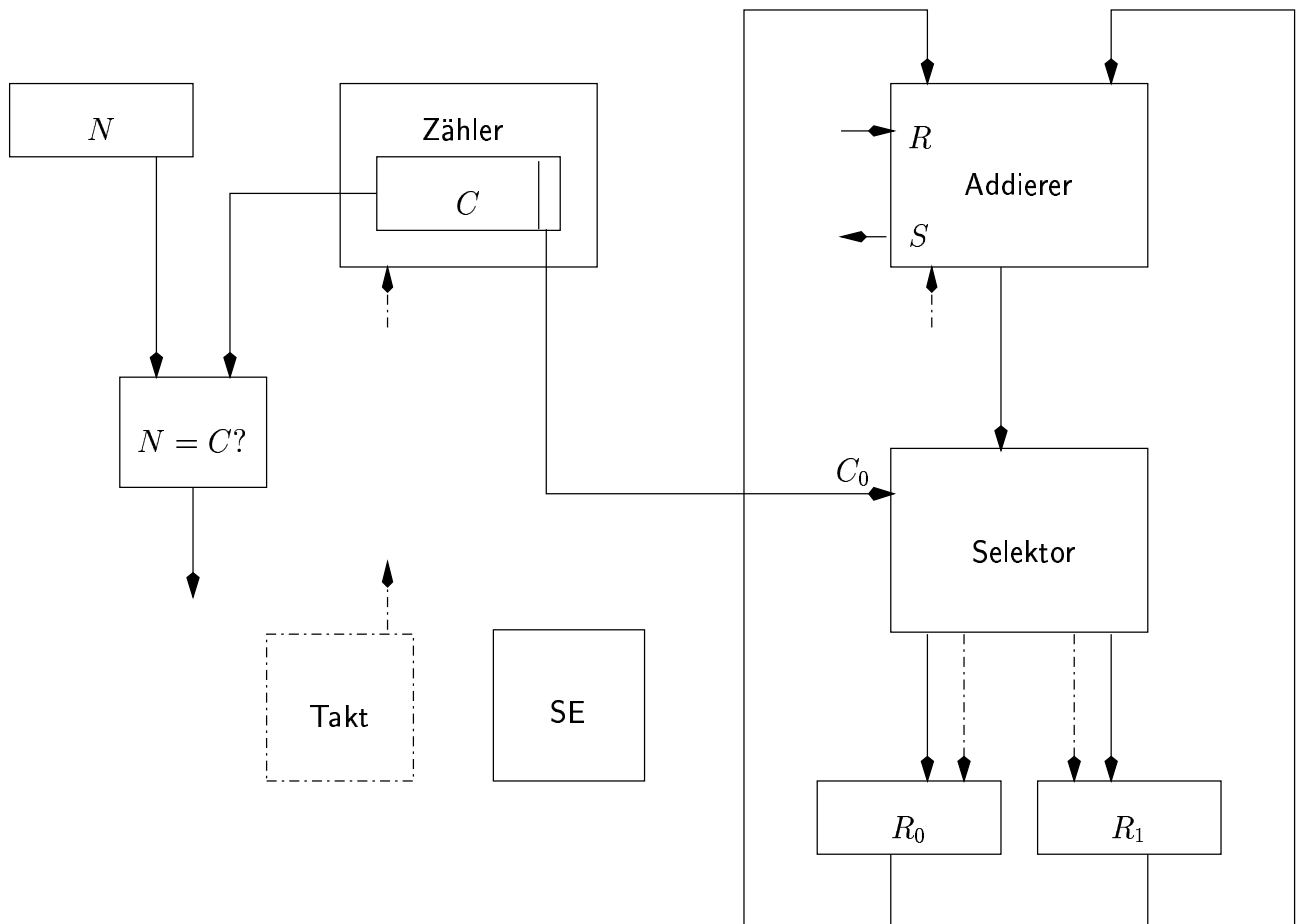 N
Zähler
C
R
Addierer
S
N = C?
C₀
Selektor
Takt
SE
R₀
R₁